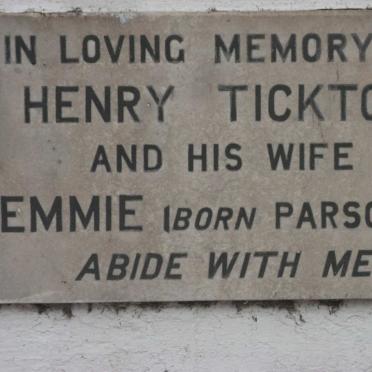 IN LOVING MEMORY
HENRY TICKTO
AND HIS WIFE
EMMIE (BORN PARSO
ABIDE WITH ME